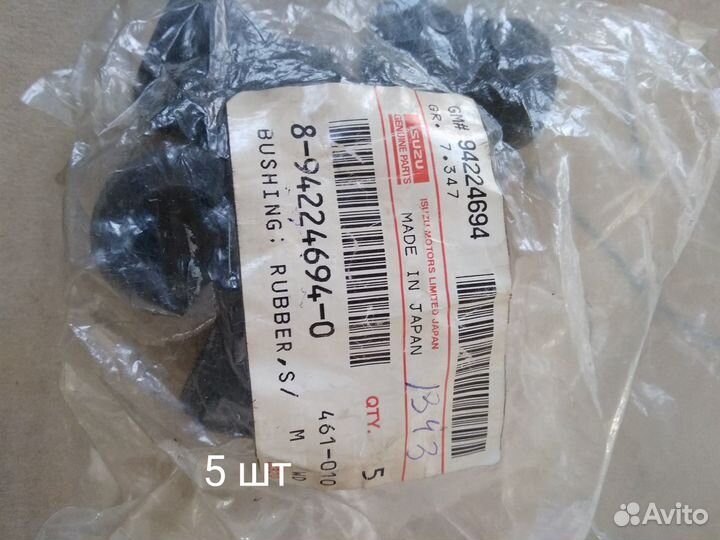 GM# 94224694
GR. 7.347
ISUZU
GENUINE PARTS
ISUZU MOTORS LIMITED JAPAN
MADE IN JAPAN
1343
8-94224694-0
BUSHING: RUBBER,S/
QTY. 5
461-010
M
5 шт
Avito